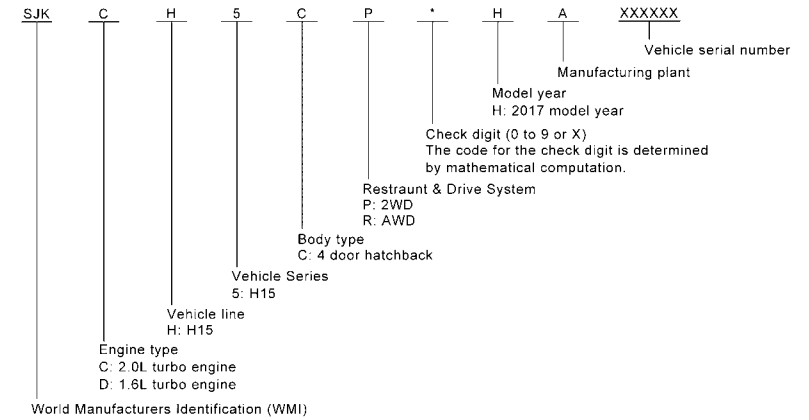 SJK C H 5 C P * H A XXXXXX
Vehicle serial number
Manufacturing plant
Model year
H: 2017 model year
Check digit (0 to 9 or X)
The code for the check digit is determined
by mathematical computation.
Restraunt & Drive System
P: 2WD
R: AWD
Body type
C: 4 door hatchback
Vehicle Series
5: H15
Vehicle line
H: H15
Engine type
C: 2.0L turbo engine
D: 1.6L turbo engine
World Manufacturers Identification (WMI)